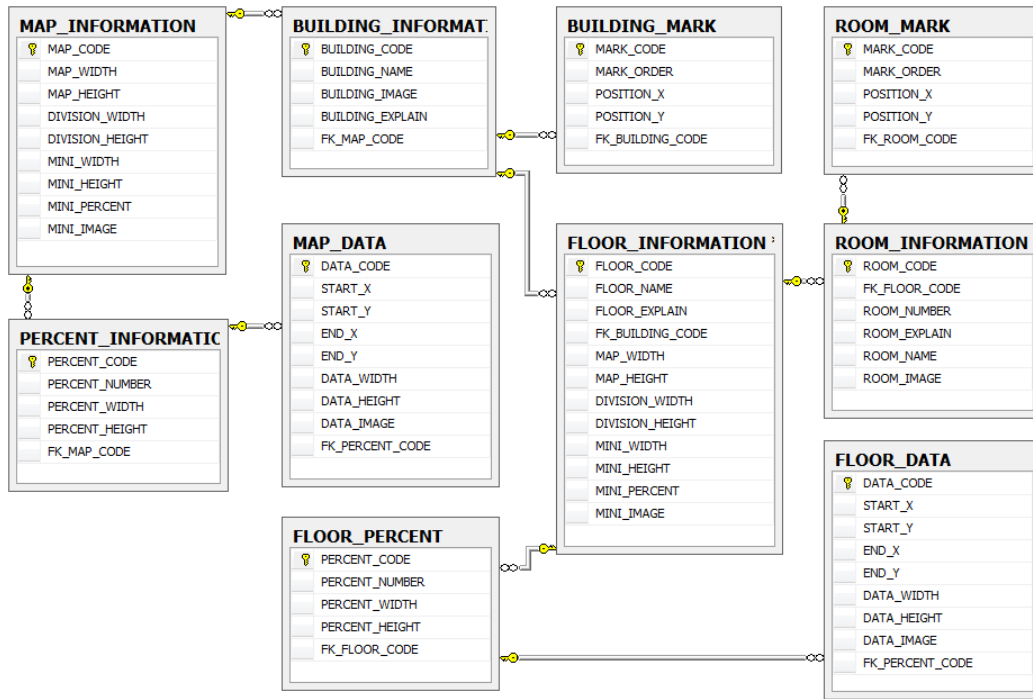 MAP_INFORMATION
MAP_CODE
MAP_WIDTH
MAP_HEIGHT
DIVISION_WIDTH
DIVISION_HEIGHT
MINI_WIDTH
MINI_HEIGHT
MINI_PERCENT
MINI_IMAGE
BUILDING_INFORMAT
BUILDING_CODE
BUILDING_NAME
BUILDING_IMAGE
BUILDING_EXPLAIN
FK_MAP_CODE
BUILDING_MARK
MARK_CODE
MARK_ORDER
POSITION_X
POSITION_Y
FK_BUILDING_CODE
ROOM_MARK
MARK_CODE
MARK_ORDER
POSITION_X
POSITION_Y
FK_ROOM_CODE
PERCENT_INFORMATIC
PERCENT_CODE
PERCENT_NUMBER
PERCENT_WIDTH
PERCENT_HEIGHT
FK_MAP_CODE
MAP_DATA
DATA_CODE
START_X
START_Y
END_X
END_Y
DATA_WIDTH
DATA_HEIGHT
DATA_IMAGE
FK_PERCENT_CODE
FLOOR_INFORMATION *
FLOOR_CODE
FLOOR_NAME
FLOOR_EXPLAIN
FK_BUILDING_CODE
MAP_WIDTH
MAP_HEIGHT
DIVISION_WIDTH
DIVISION_HEIGHT
MINI_WIDTH
MINI_HEIGHT
MINI_PERCENT
MINI_IMAGE
ROOM_INFORMATION
ROOM_CODE
FK_FLOOR_CODE
ROOM_NUMBER
ROOM_EXPLAIN
ROOM_NAME
ROOM_IMAGE
FLOOR_PERCENT
PERCENT_CODE
PERCENT_NUMBER
PERCENT_WIDTH
PERCENT_HEIGHT
FK_FLOOR_CODE
FLOOR_DATA
DATA_CODE
START_X
START_Y
END_X
END_Y
DATA_WIDTH
DATA_HEIGHT
DATA_IMAGE
FK_PERCENT_CODE